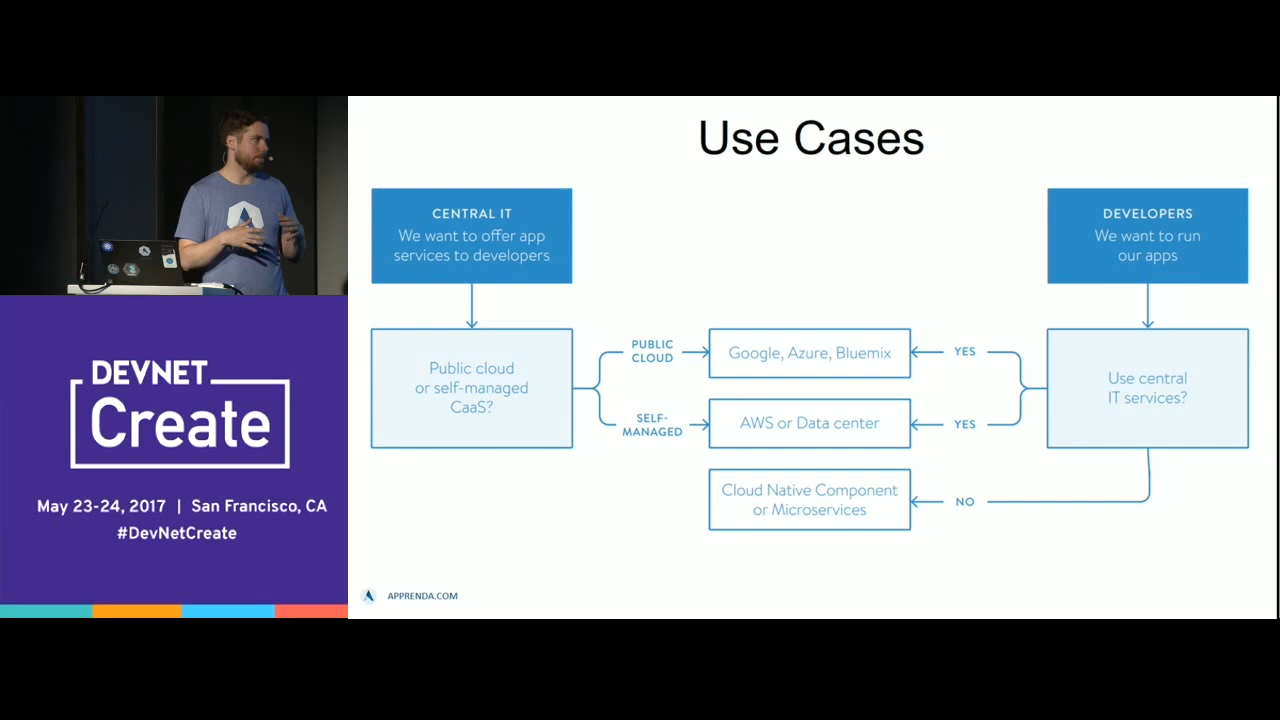 DEVNET
Create
May 23-24, 2017 | San Francisco, CA
#DevNetCreate
Use Cases
CENTRAL IT
We want to offer app
services to developers
DEVELOPERS
We want to run
our apps
Public cloud
or self-managed
CaaS?
PUBLIC
CLOUD
SELF-
MANAGED
Google, Azure, Bluemix
AWS or Data center
Cloud Native Component
or Microservices
YES
YES
NO
Use central
IT services?
APPRENDA.COM